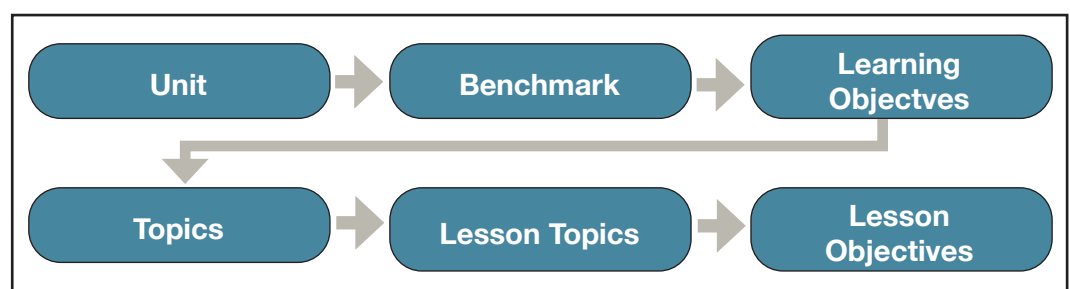 Unit
Benchmark
Learning
Objectves
Topics
Lesson Topics
Lesson
Objectives